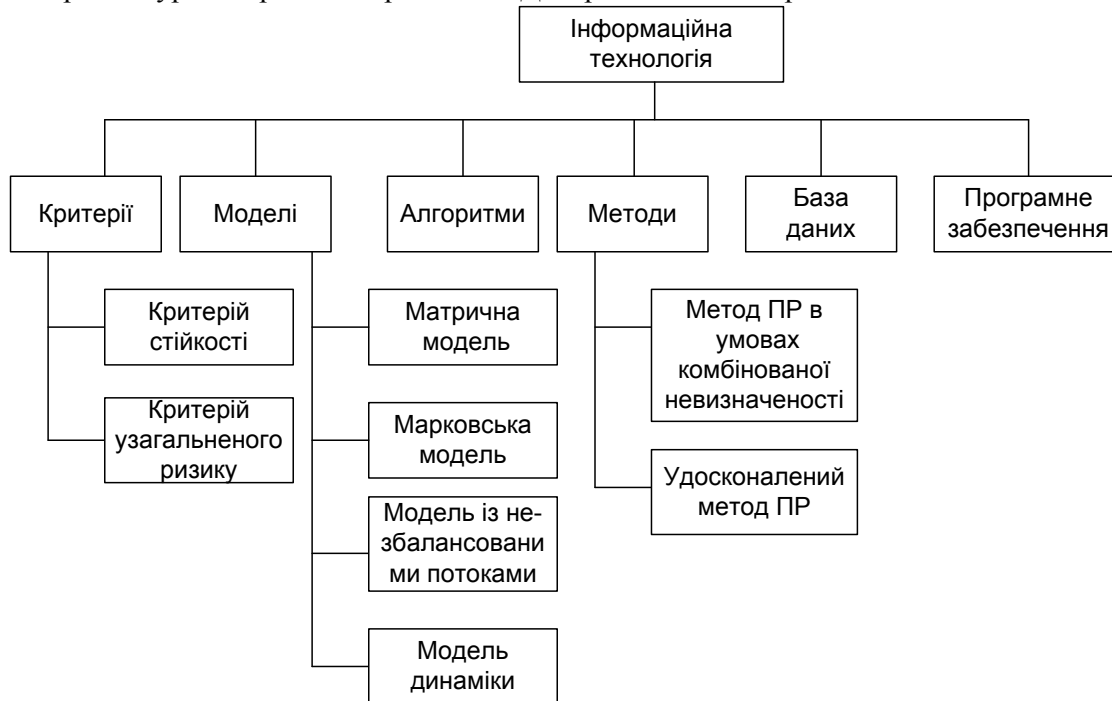 Інформаційна
технологія
Критерії
Моделі
Алгоритми
Методи
База
даних
Програмне
забезпечення
Критерій
стійкості
Критерій
узагальненого
ризику
Матрична
модель
Марковська
модель
Модель із не-
збалансовани
ми потоками
Модель
динаміки
Метод ПР в
умовах
комбінованої
невизначеності
Удосконалений
метод ПР